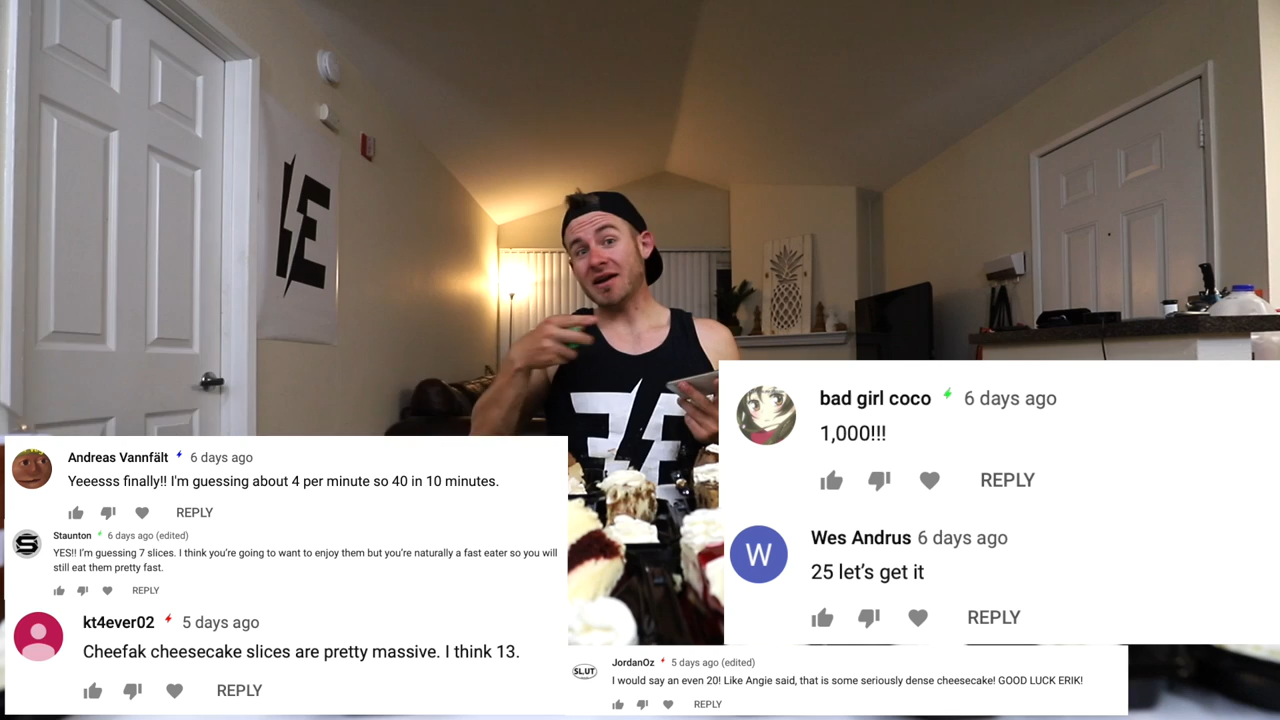 E
E
Andreas Vannfält 6 days ago
Yeeesss finally!! I'm guessing about 4 per minute so 40 in 10 minutes.
REPLY
Staunton 6 days ago (edited)
YES!! I'm guessing 7 slices. I think you're going to want to enjoy them but you're naturally a fast eater so you will
still eat them pretty fast.
REPLY
kt4ever02 5 days ago
Cheefak cheesecake slices are pretty massive. I think 13.
REPLY
bad girl coco 6 days ago
1,000!!!
REPLY
W
Wes Andrus 6 days ago
25 let's get it
REPLY
SL,UT
JordanOz 5 days ago (edited)
I would say an even 20! Like Angie said, that is some seriously dense cheesecake! GOOD LUCK ERIK!
REPLY